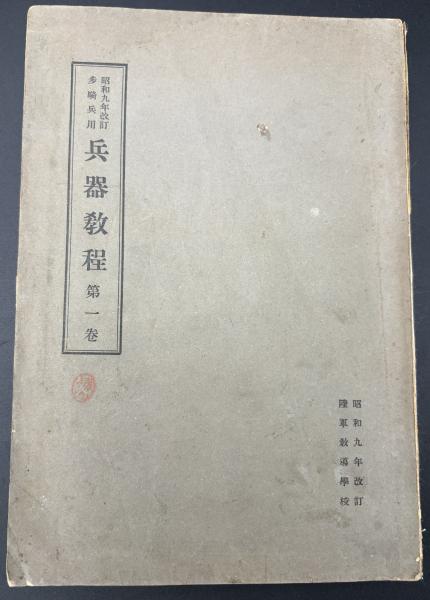 昭和九年改訂
步騎兵用
兵器教程 第一卷
昭和九年改訂
陸軍教導學校